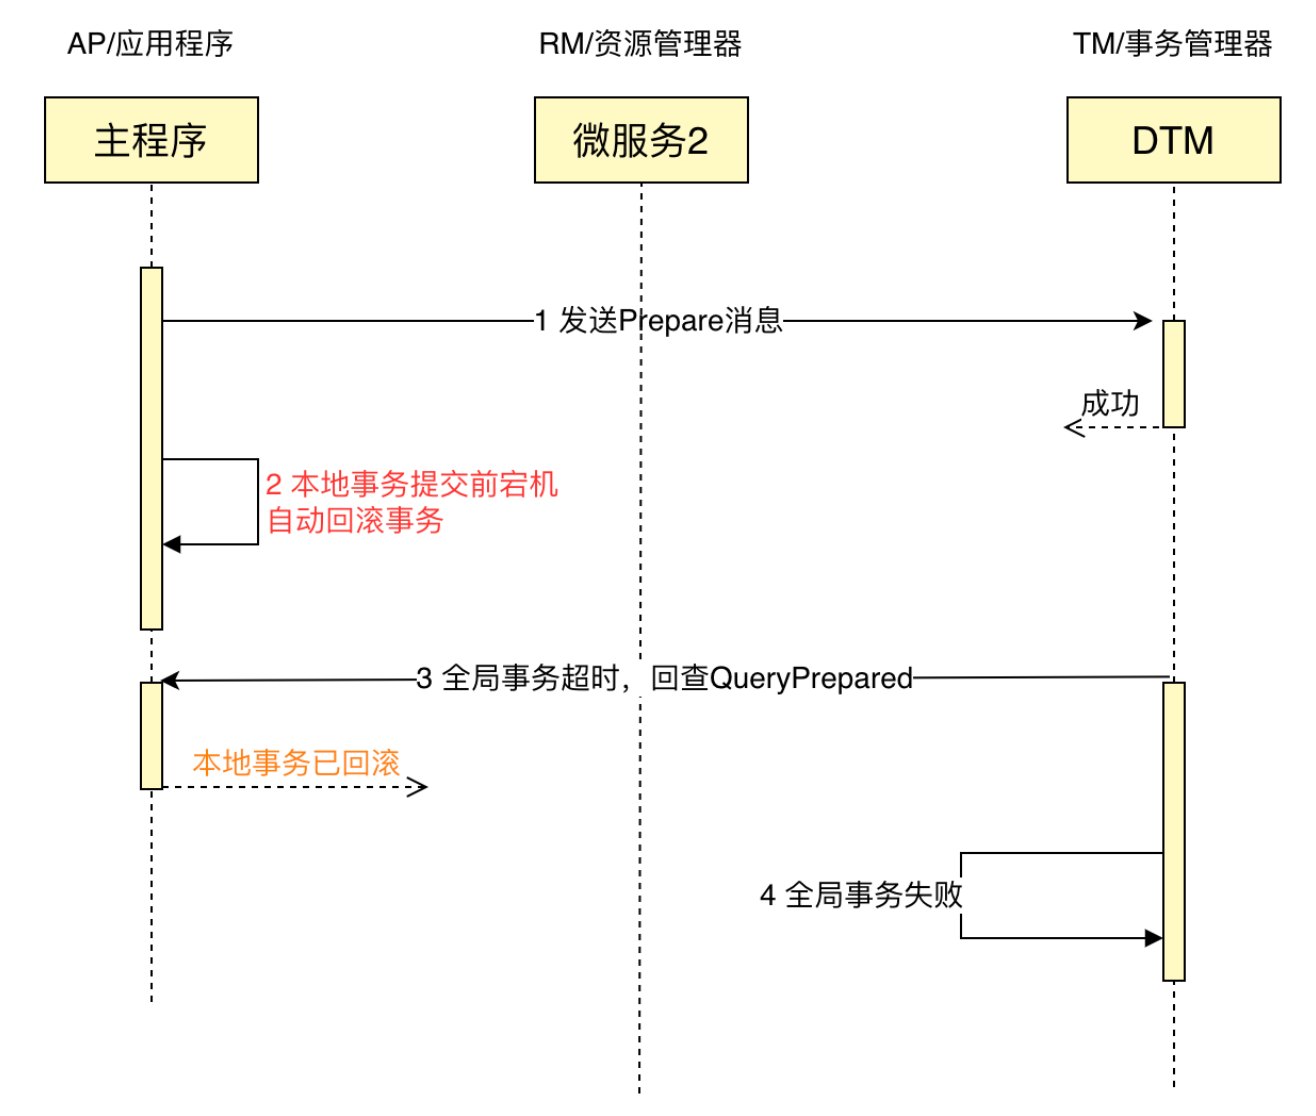 AP/应用程序
RM/资源管理器
TM/事务管理器
主程序
微服务2
DTM
1 发送Prepare消息
成功
2 本地事务提交前宕机
自动回滚事务
3 全局事务超时，回查QueryPrepared
本地事务已回滚
4 全局事务失败